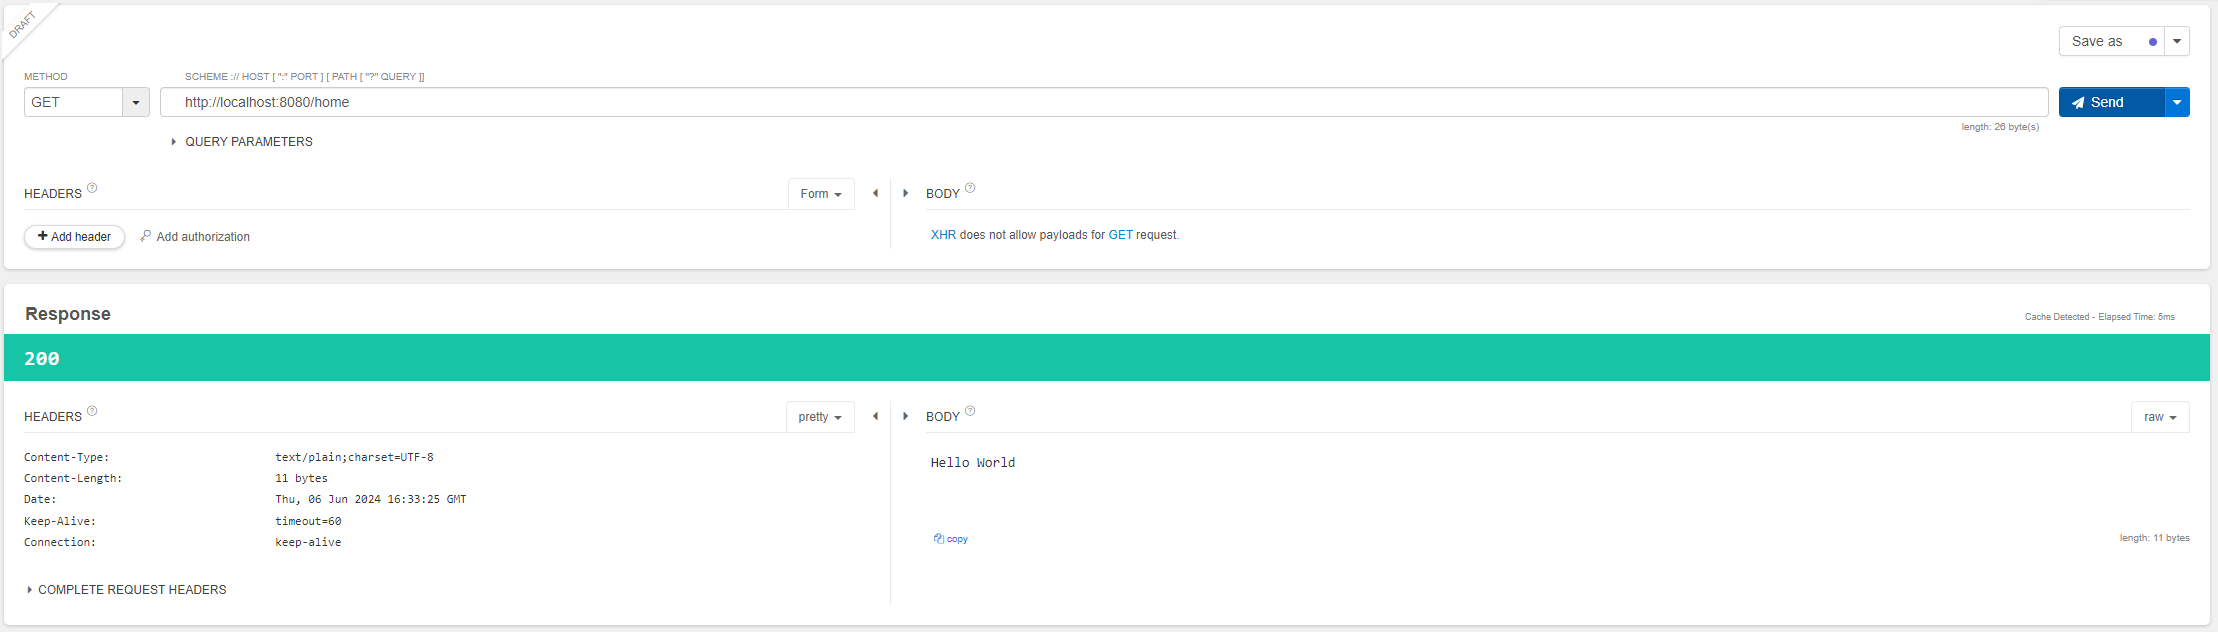 DRAFT
Save as
METHOD
SCHEME :// HOST [ ":" PORT ] [ PATH [ "?" QUERY ]]
GET
http://localhost:8080/home
Send
length: 26 byte(s)
QUERY PARAMETERS
HEADERS ?
Form
BODY ?
+ Add header
Add authorization
XHR does not allow payloads for GET request.
Response
Cache Detected - Elapsed Time: 5ms
200
HEADERS ?
pretty
BODY ?
raw
Content-Type: text/plain;charset=UTF-8
Content-Length: 11 bytes
Date: Thu, 06 Jun 2024 16:33:25 GMT
Keep-Alive: timeout=60
Connection: keep-alive
Hello World
copy
length: 11 bytes
COMPLETE REQUEST HEADERS